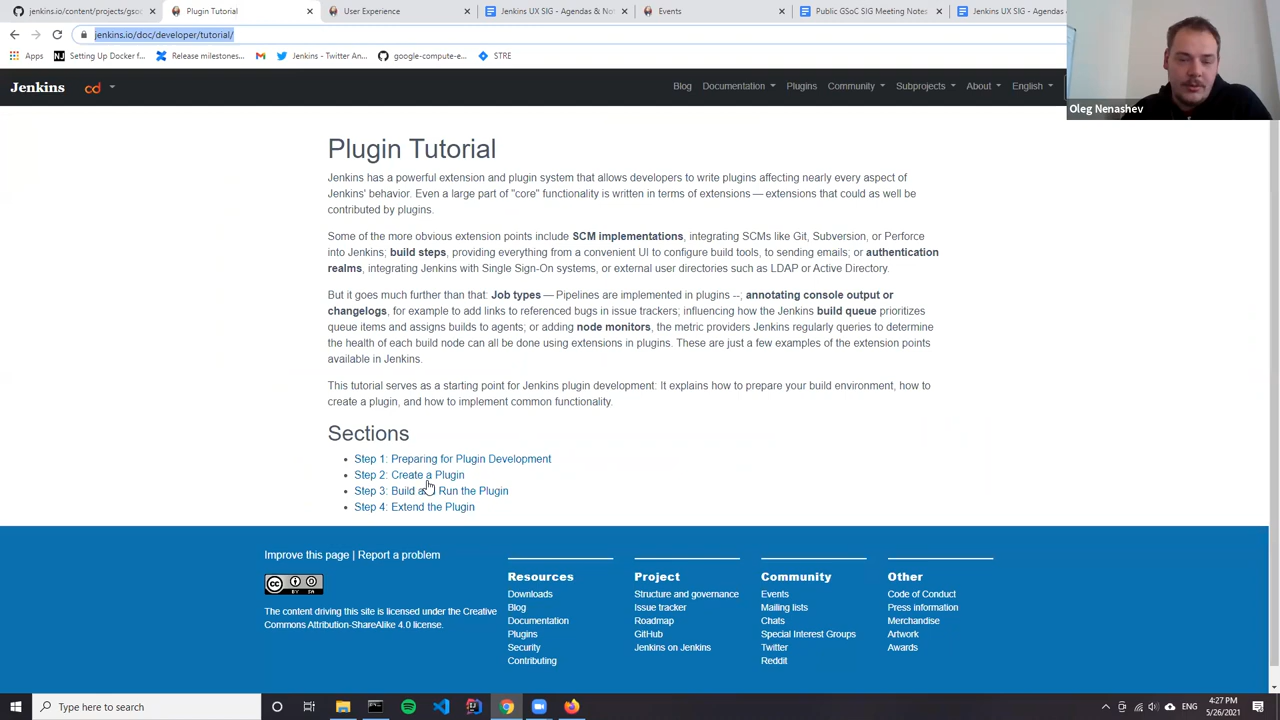 jenkins.io/content/projects/gsoc
Plugin Tutorial
User Experience
Jenkins UX SIG - Agendas & Not
Events
Public GSoC SIG Meeting Notes
Jenkins UX SIG - Agendas
jenkins.io/doc/developer/tutorial/
Apps
Setting Up Docker f...
Release milestones...
Jenkins - Twitter An...
google-compute-e...
STRE
Jenkins
cd
Blog
Documentation
Plugins
Community
Subprojects
About
English
Oleg Nenashev
Plugin Tutorial
Jenkins has a powerful extension and plugin system that allows developers to write plugins affecting nearly every aspect of
Jenkins' behavior. Even a large part of "core" functionality is written in terms of extensions — extensions that could as well be
contributed by plugins.
Some of the more obvious extension points include SCM implementations, integrating SCMs like Git, Subversion, or Perforce
into Jenkins; build steps, providing everything from a convenient UI to configure build tools, to sending emails; or authentication
realms, integrating Jenkins with Single Sign-On systems, or external user directories such as LDAP or Active Directory.
But it goes much further than that: Job types — Pipelines are implemented in plugins --; annotating console output or
changelogs, for example to add links to referenced bugs in issue trackers; influencing how the Jenkins build queue prioritizes
queue items and assigns builds to agents; or adding node monitors, the metric providers Jenkins regularly queries to determine
the health of each build node can all be done using extensions in plugins. These are just a few examples of the extension points
available in Jenkins.
This tutorial serves as a starting point for Jenkins plugin development: It explains how to prepare your build environment, how to
create a plugin, and how to implement common functionality.
Sections
Step 1: Preparing for Plugin Development
Step 2: Create a Plugin
Step 3: Build and Run the Plugin
Step 4: Extend the Plugin
Improve this page | Report a problem
BY SA
The content driving this site is licensed under the Creative
Commons Attribution-ShareAlike 4.0 license.
Resources
Downloads
Blog
Documentation
Plugins
Security
Contributing
Project
Structure and governance
Issue tracker
Roadmap
GitHub
Jenkins on Jenkins
Community
Events
Mailing lists
Chats
Special Interest Groups
Twitter
Reddit
Other
Code of Conduct
Press information
Merchandise
Artwork
Awards
Type here to search
ENG
4:27 PM
5/26/2021